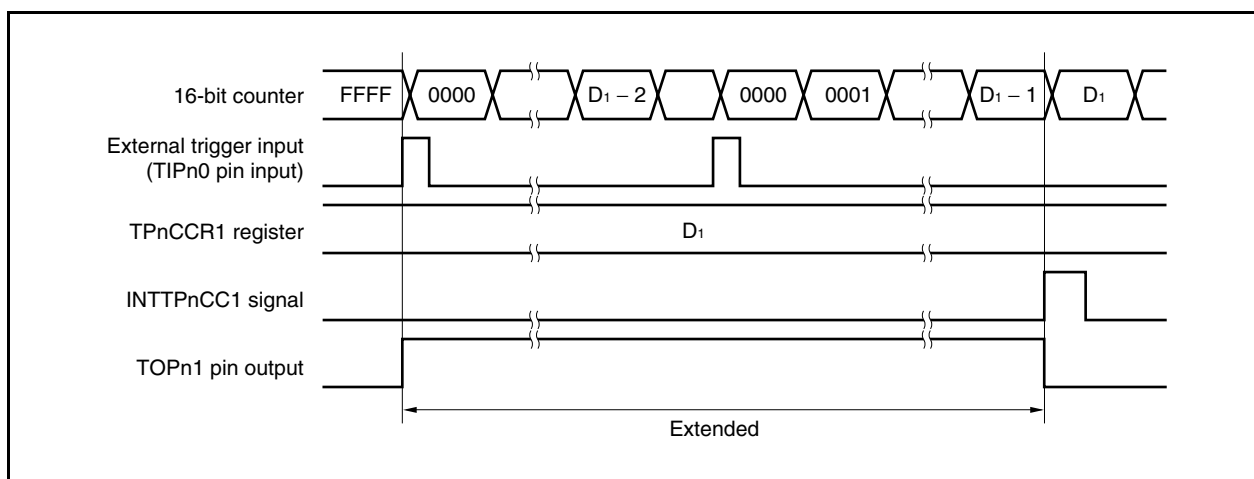 16-bit counter
FFFF 0000 D1 − 2 0000 0001 D1 − 1 D1
External trigger input
(TIPn0 pin input)
TPnCCR1 register
D1
INTTPnCC1 signal
TOPn1 pin output
Extended